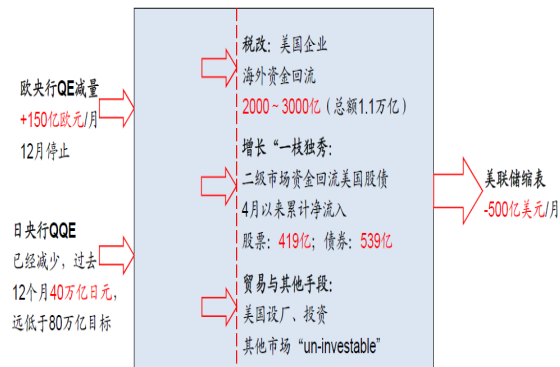 欧央行QE减量
+150亿欧元/月
12月停止
日央行QQE
已经减少，过去
12个月40万亿日元，
远低于80万亿目标
税改：美国企业
海外资金回流
2000～3000亿（总额1.1万亿）
增长“一枝独秀：
二级市场资金回流美国股债
4月以来累计净流入
股票：419亿；债券：539亿
贸易与其他手段：
美国设厂、投资
其他市场“un-investable”
美联储缩表
-500亿美元/月